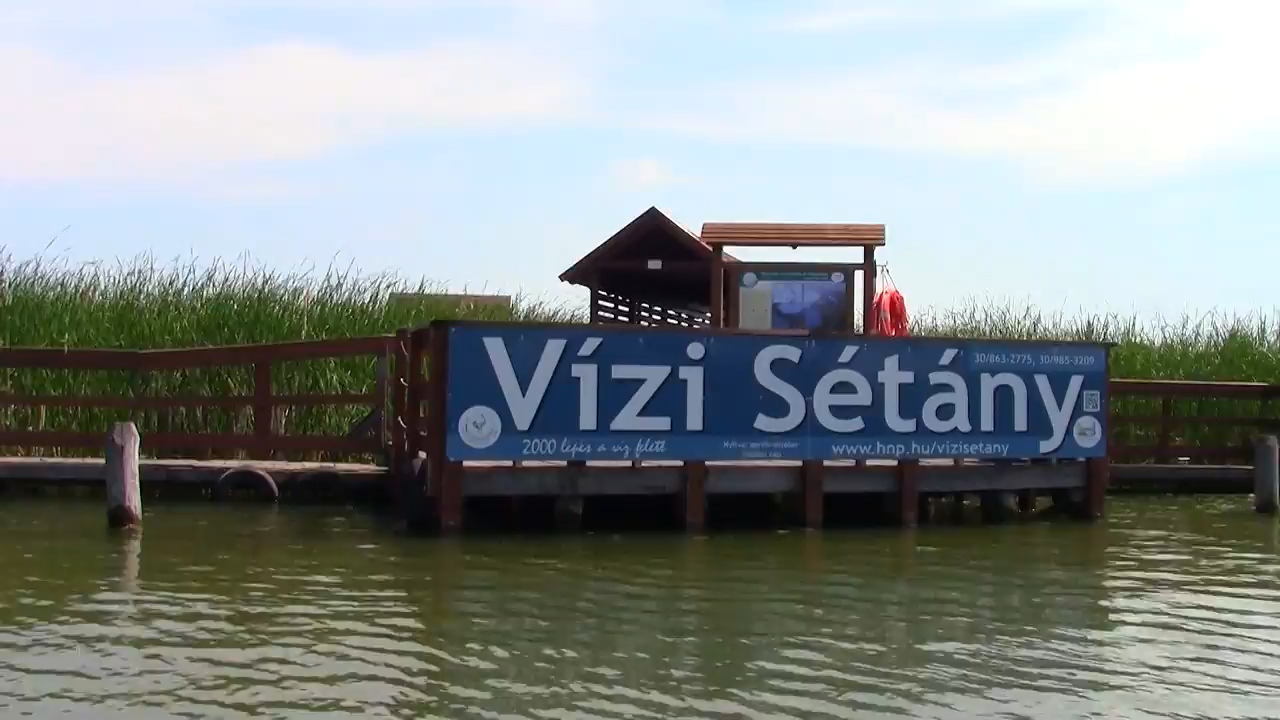 Vízi Sétány
30/863-2775, 30/985-3209
2000 lépés a víz felett
www.hnp.hu/vizisetany